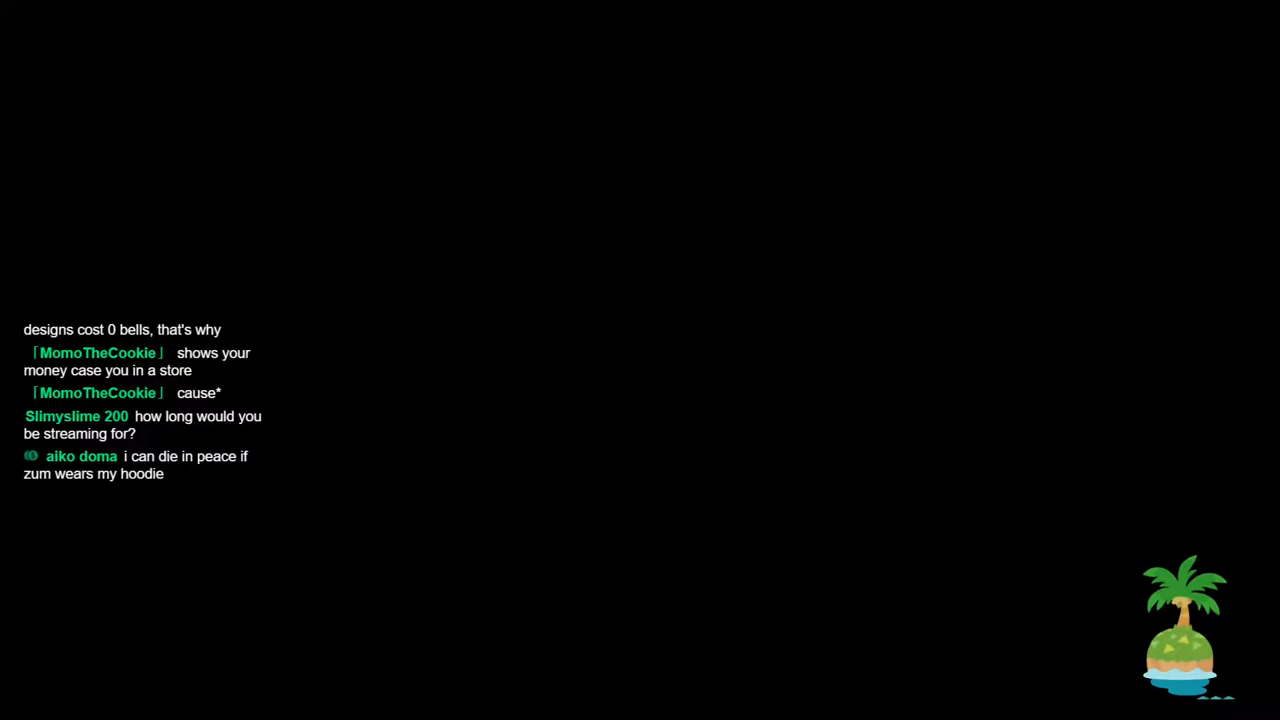 designs cost 0 bells, that's why
「MomoTheCookie」 shows your
money case you in a store
「MomoTheCookie」 cause*
Slimyslime 200 how long would you
be streaming for?
aiko doma i can die in peace if
zum wears my hoodie